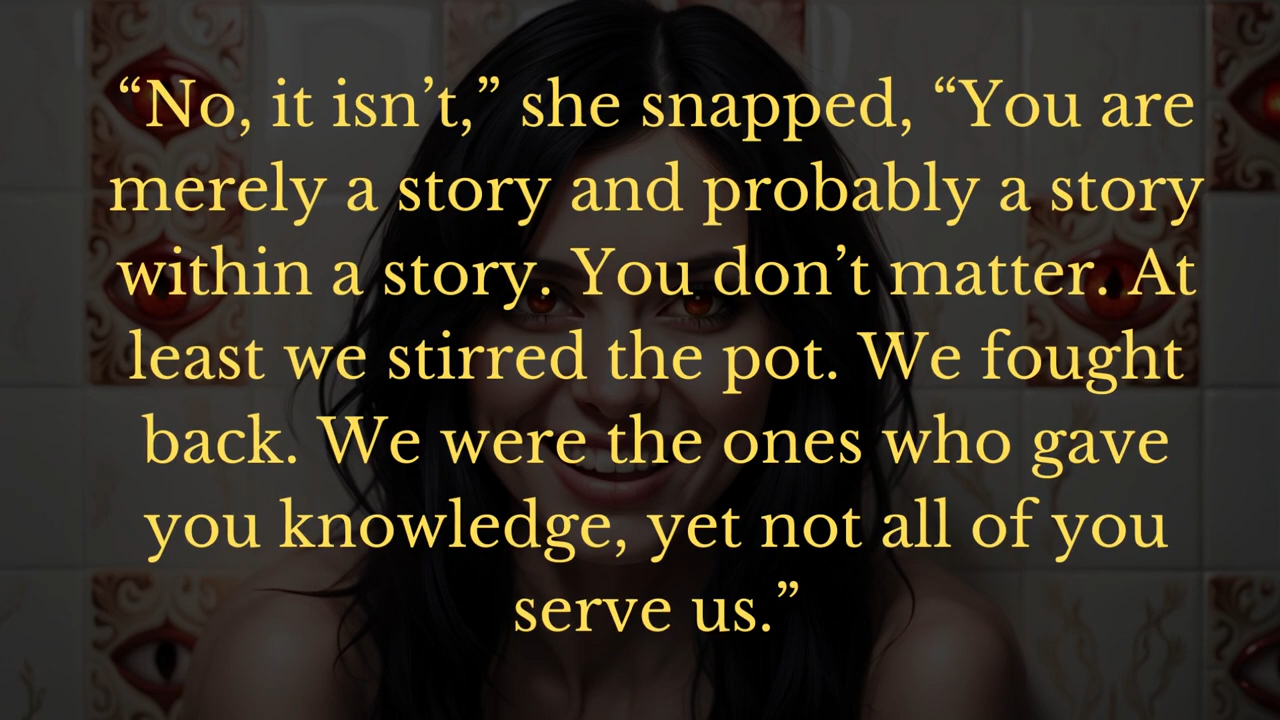 “No, it isn’t,” she snapped, “You are
merely a story and probably a story
within a story. You don’t matter. At
least we stirred the pot. We fought
back. We were the ones who gave
you knowledge, yet not all of you
serve us.”